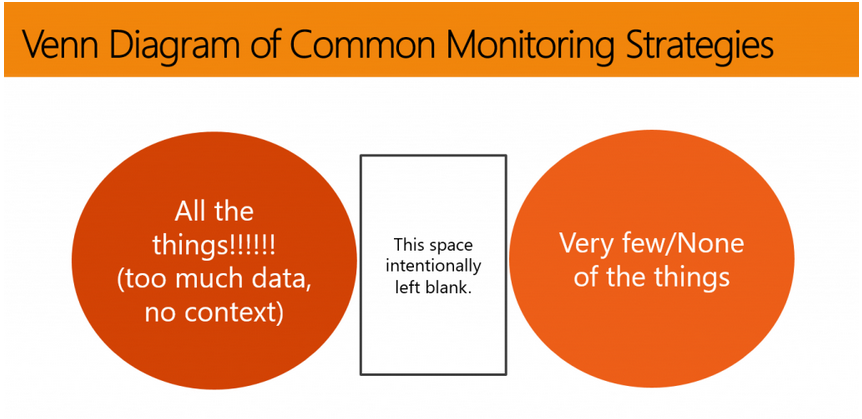 Venn Diagram of Common Monitoring Strategies
All the
things!!!!!!
(too much data,
no context)
This space
intentionally
left blank.
Very few/None
of the things